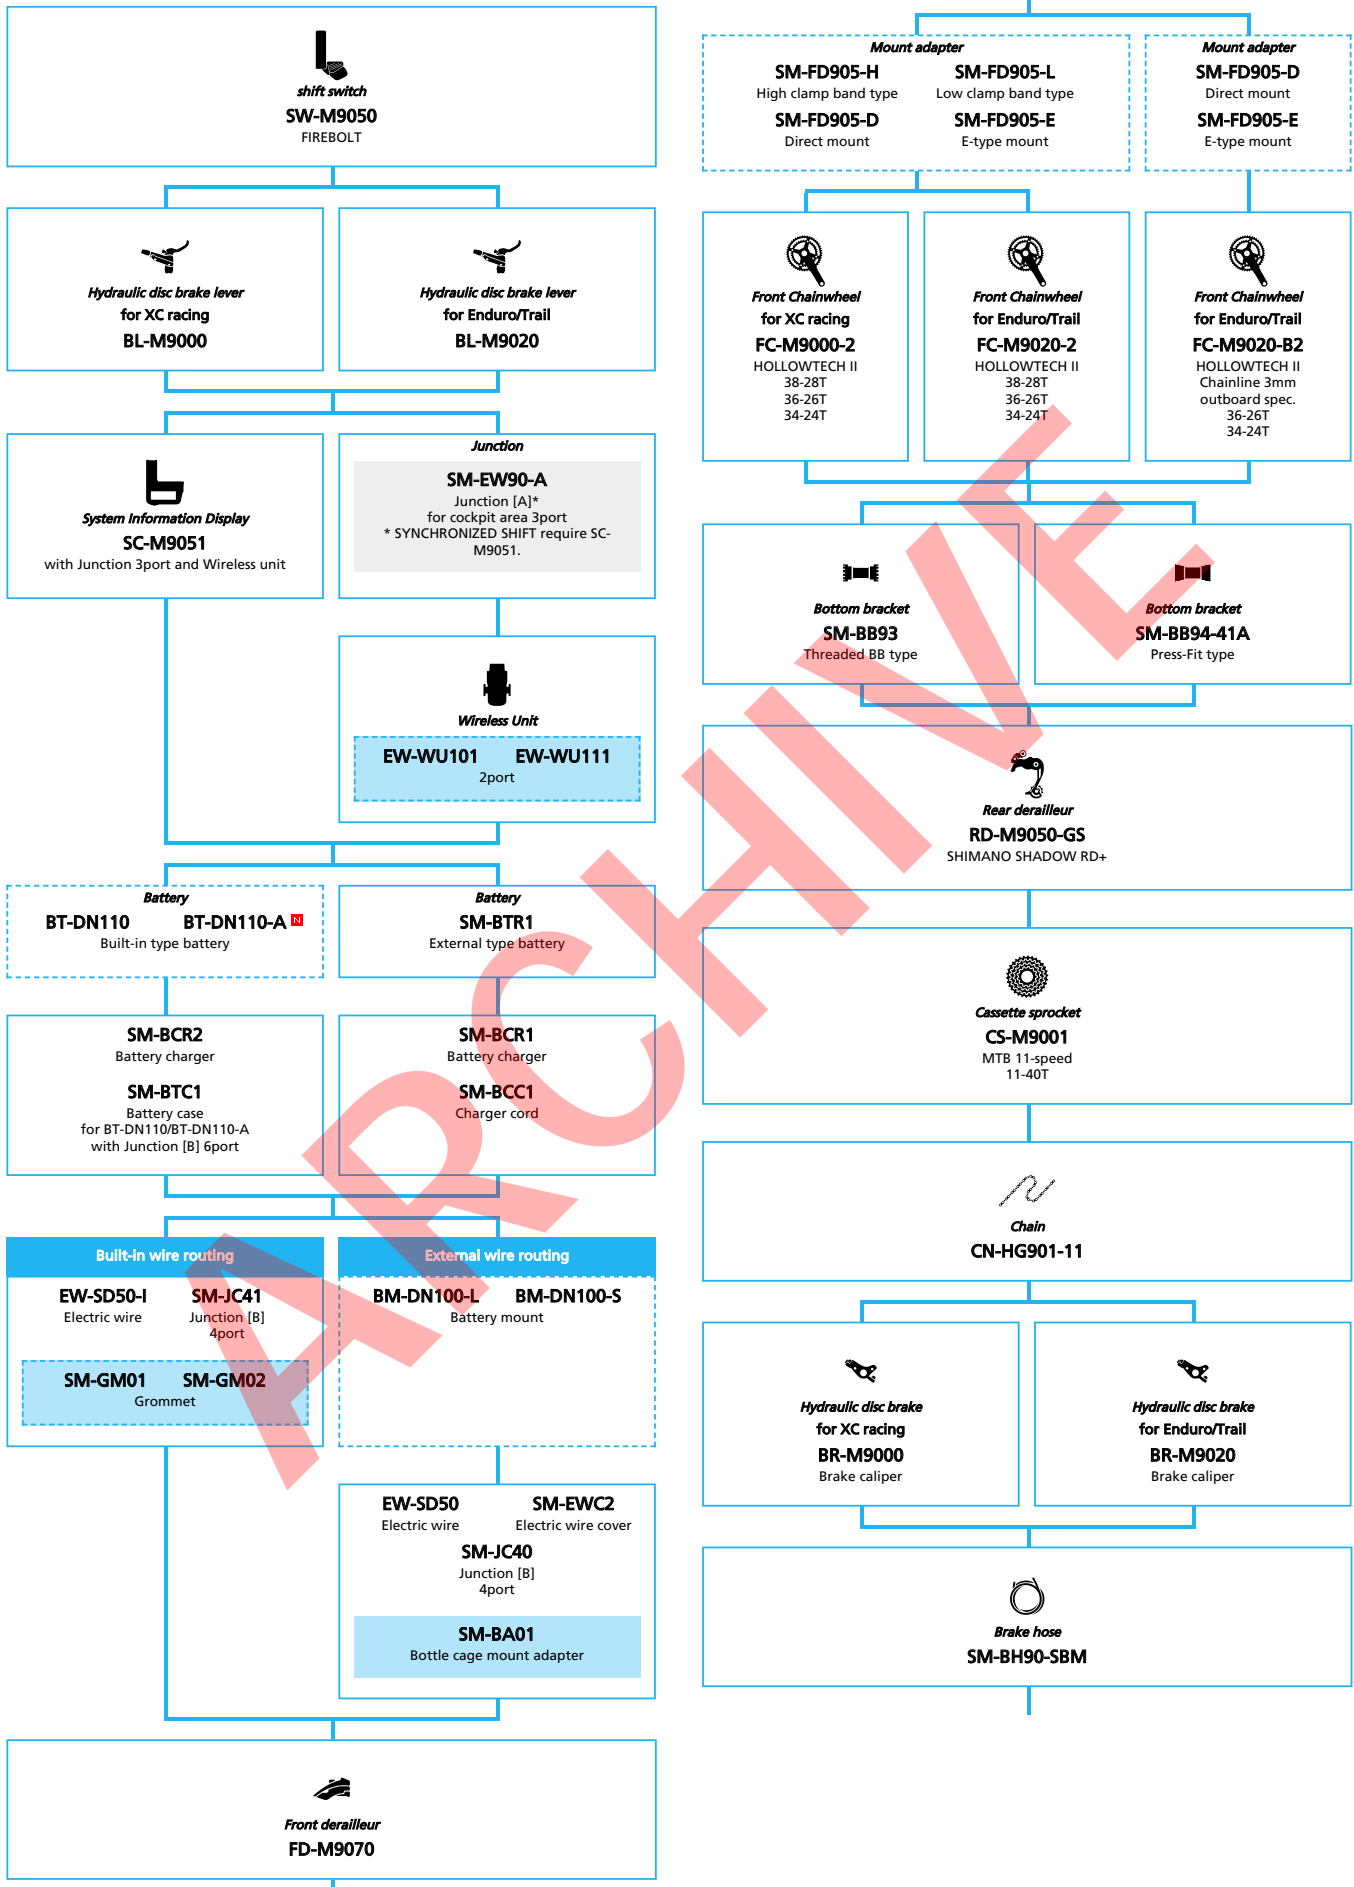 shift switch
SW-M9050
FIREBOLT
Hydraulic disc brake lever
for XC racing
BL-M9000
Hydraulic disc brake lever
for Enduro/Trail
BL-M9020
System Information Display
SC-M9051
with Junction 3port and Wireless unit
Junction
SM-EW90-A
Junction [A]*
for cockpit area 3port
* SYNCHRONIZED SHIFT require SC-
M9051.
Wireless Unit
EW-WU101 EW-WU111
2port
Battery
BT-DN110 BT-DN110-A N
Built-in type battery
Battery
SM-BTR1
External type battery
SM-BCR2
Battery charger
SM-BTC1
Battery case
for BT-DN110/BT-DN110-A
with Junction [B] 6port
SM-BCR1
Battery charger
SM-BCC1
Charger cord
Built-in wire routing
EW-SD50-I SM-JC41
Electric wire Junction [B]
4port
SM-GM01 SM-GM02
Grommet
External wire routing
BM-DN100-L BM-DN100-S
Battery mount
EW-SD50 SM-EWC2
Electric wire Electric wire cover
SM-JC40
Junction [B]
4port
SM-BA01
Bottle cage mount adapter
Front derailleur
FD-M9070
Mount adapter
SM-FD905-H SM-FD905-L
High clamp band type Low clamp band type
SM-FD905-D SM-FD905-E
Direct mount E-type mount
Mount adapter
SM-FD905-D
Direct mount
SM-FD905-E
E-type mount
Front Chainwheel
for XC racing
FC-M9000-2
HOLLOWTECH II
38-28T
36-26T
34-24T
Front Chainwheel
for Enduro/Trail
FC-M9020-2
HOLLOWTECH II
38-28T
36-26T
34-24T
Front Chainwheel
for Enduro/Trail
FC-M9020-B2
HOLLOWTECH II
Chainline 3mm
outboard spec.
36-26T
34-24T
Bottom bracket
SM-BB93
Threaded BB type
Bottom bracket
SM-BB94-41A
Press-Fit type
Rear derailleur
RD-M9050-GS
SHIMANO SHADOW RD+
Cassette sprocket
CS-M9001
MTB 11-speed
11-40T
Chain
CN-HG901-11
Hydraulic disc brake
for XC racing
BR-M9000
Brake caliper
Hydraulic disc brake
for Enduro/Trail
BR-M9020
Brake caliper
Brake hose
SM-BH90-SBM
ARCHIVE